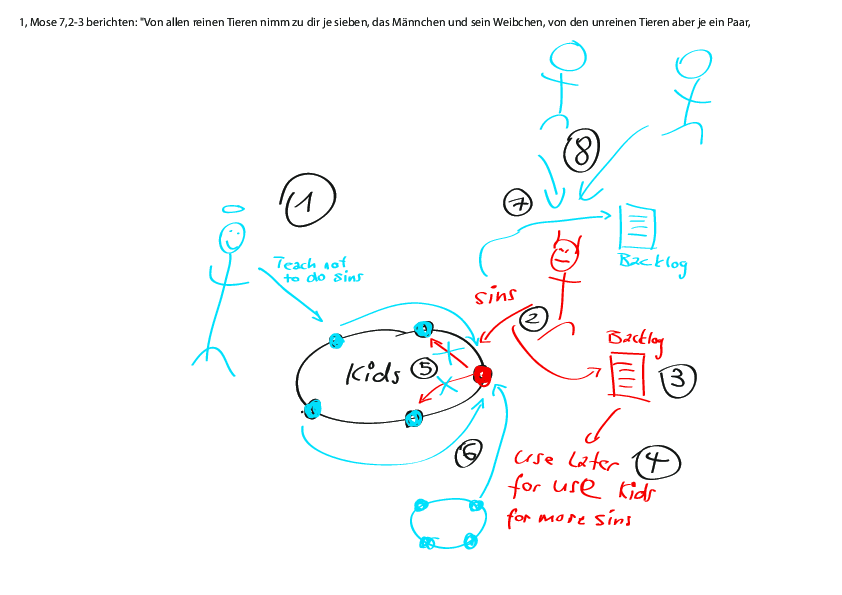 1, Mose 7,2-3 berichten: "Von allen reinen Tieren nimm zu dir je sieben, das Männchen und sein Weibchen, von den unreinen Tieren aber je ein Paar,
8
1
7
Teach not
to do sins
Backlog
sins
2
Backlog
Kids
5
3
6
use Later
4
for use Kids
for more sins